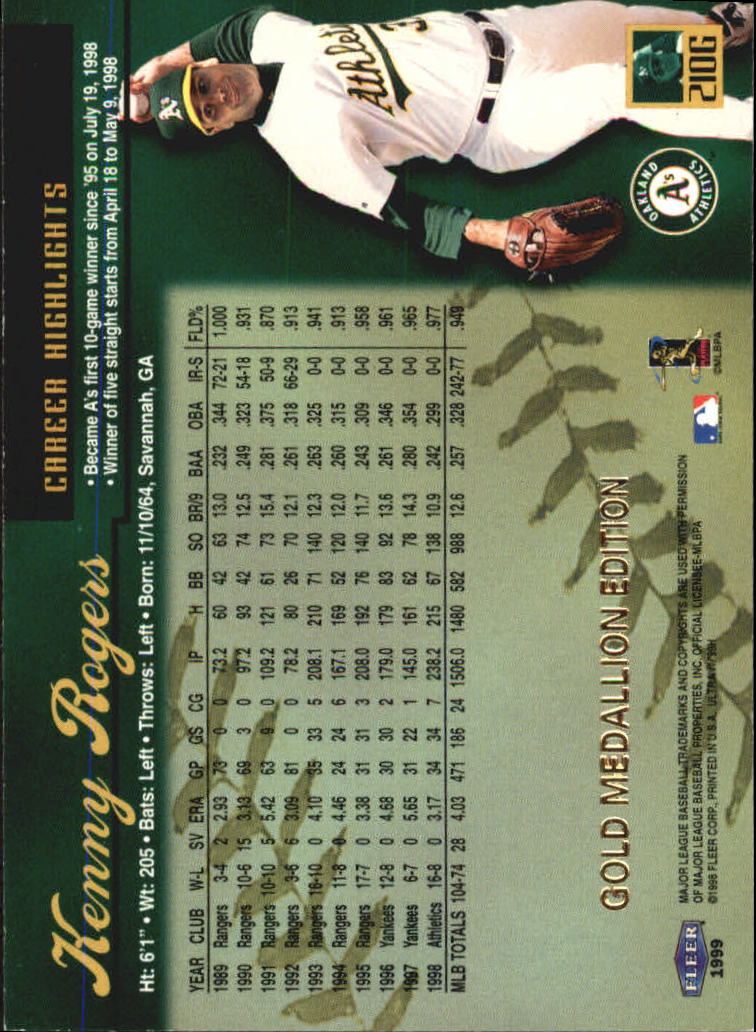 CAREER HIGHLIGHTS
• Became A's first 10-game winner since '95 on July 19, 1998
• Winner of five straight starts from April 18 to May 9, 1998
Kenny Rogers
Ht: 6'1" • Wt: 205 • Bats: Left • Throws: Left • Born: 11/10/64, Savannah, GA
YEAR CLUB W-L SV ERA GP GS CG IP H BB SO BR/9 BAA OBA IR-S FLD%
1989 Rangers 3-4 2 2.93 73 0 0 73.2 60 42 63 13.0 .232 .344 72-21 1.000
1990 Rangers 10-6 15 3.13 69 3 0 97.2 93 42 74 12.5 .249 .323 54-18 .931
1991 Rangers 10-10 5 5.42 63 9 0 109.2 121 61 73 15.4 .281 .375 50-9 .870
1992 Rangers 3-6 6 3.09 81 0 0 78.2 80 26 70 12.1 .261 .318 66-29 .913
1993 Rangers 16-10 0 4.10 35 33 5 208.1 210 71 140 12.3 .263 .325 0-0 .941
1994 Rangers 11-8 0 4.46 24 24 6 167.1 169 52 120 12.0 .260 .315 0-0 .913
1995 Rangers 17-7 0 3.38 31 31 3 208.0 192 76 140 11.7 .243 .309 0-0 .958
1996 Yankees 12-8 0 4.68 30 30 2 179.0 179 83 92 13.6 .261 .346 0-0 .961
1997 Yankees 6-7 0 5.65 31 22 1 145.0 161 62 78 14.3 .280 .354 0-0 .965
1998 Athletics 16-8 0 3.17 34 34 7 238.2 215 67 138 10.9 .242 .299 0-0 .977
MLB TOTALS 104-74 28 4.03 471 186 24 1506.0 1480 582 988 12.6 .257 .328 242-77 .949
GOLD MEDALLION EDITION
FLEER
1999
MAJOR LEAGUE BASEBALL TRADEMARKS AND COPYRIGHTS ARE USED WITH PERMISSION
OF MAJOR LEAGUE BASEBALL PROPERTIES, INC. OFFICIAL LICENSEE-MLBPA
©1998 FLEER CORP., PRINTED IN U.S.A. ULTRA
©MLBPA
PLAYERS
OAKLAND
A's
ATHLETICS
210G
Athletics
A's